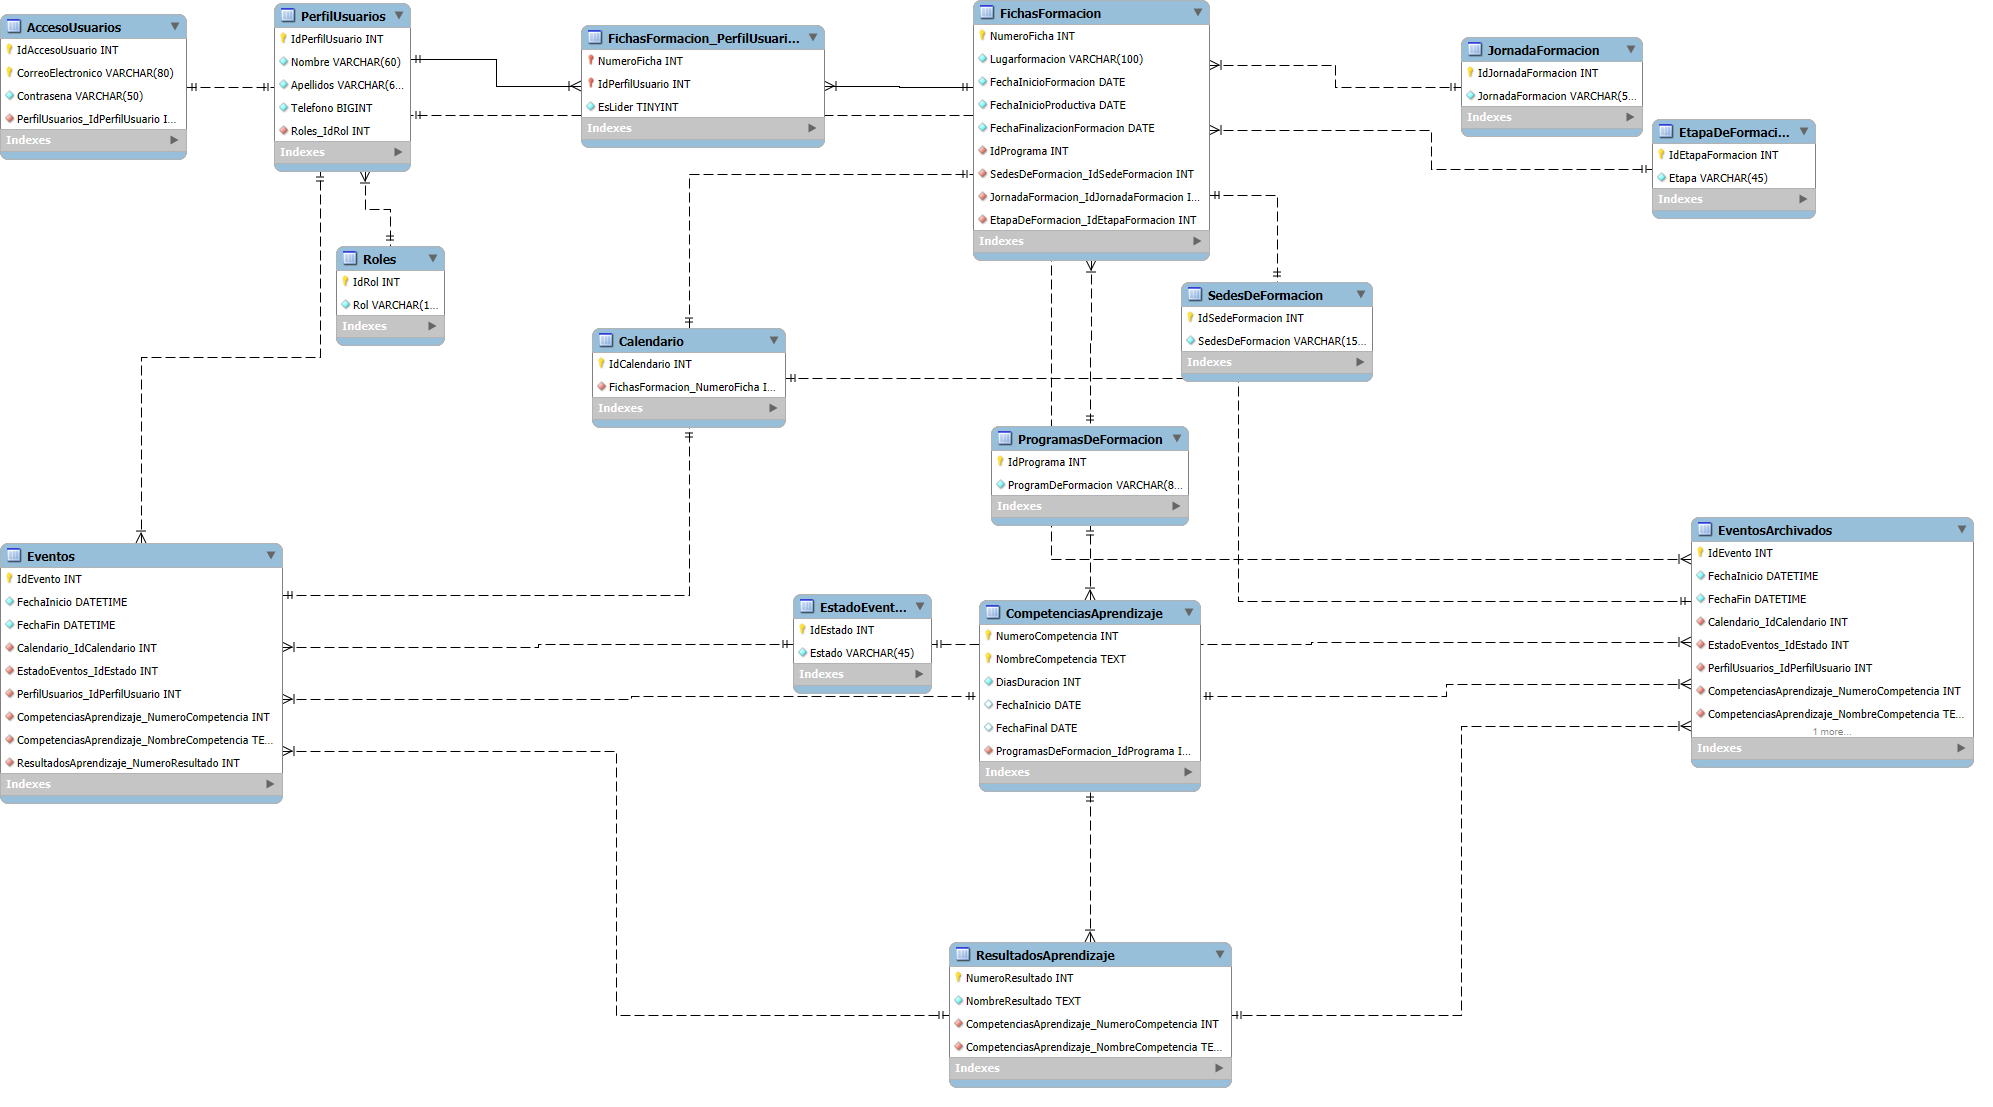 AccesoUsuarios
IdAccesoUsuario INT
CorreoElectronico VARCHAR(80)
Contrasena VARCHAR(50)
PerfilUsuarios_IdPerfilUsuario I...
Indexes
PerfilUsuarios
IdPerfilUsuario INT
Nombre VARCHAR(60)
Apellidos VARCHAR(6...
Telefono BIGINT
Roles_IdRol INT
Indexes
FichasFormacion_PerfilUsuari...
NumeroFicha INT
IdPerfilUsuario INT
EsLider TINYINT
Indexes
FichasFormacion
NumeroFicha INT
Lugarformacion VARCHAR(100)
FechaInicioFormacion DATE
FechaInicioProductiva DATE
FechaFinalizacionFormacion DATE
IdPrograma INT
SedesDeFormacion_IdSedeFormacion INT
JornadaFormacion_IdJornadaFormacion I...
EtapaDeFormacion_IdEtapaFormacion INT
Indexes
JornadaFormacion
IdJornadaFormacion INT
JornadaFormacion VARCHAR(5...
Indexes
EtapaDeFormaci...
IdEtapaFormacion INT
Etapa VARCHAR(45)
Indexes
Roles
IdRol INT
Rol VARCHAR(1...
Indexes
SedesDeFormacion
IdSedeFormacion INT
SedesDeFormacion VARCHAR(15...
Indexes
Calendario
IdCalendario INT
FichasFormacion_NumeroFicha I...
Indexes
ProgramasDeFormacion
IdPrograma INT
ProgramDeFormacion VARCHAR(8...
Indexes
Eventos
IdEvento INT
FechaInicio DATETIME
FechaFin DATETIME
Calendario_IdCalendario INT
EstadoEventos_IdEstado INT
PerfilUsuarios_IdPerfilUsuario INT
CompetenciasAprendizaje_NumeroCompetencia INT
CompetenciasAprendizaje_NombreCompetencia TE...
ResultadosAprendizaje_NumeroResultado INT
Indexes
EstadoEvent...
IdEstado INT
Estado VARCHAR(45)
Indexes
CompetenciasAprendizaje
NumeroCompetencia INT
NombreCompetencia TEXT
DiasDuracion INT
FechaInicio DATE
FechaFinal DATE
ProgramasDeFormacion_IdPrograma I...
Indexes
EventosArchivados
IdEvento INT
FechaInicio DATETIME
FechaFin DATETIME
Calendario_IdCalendario INT
EstadoEventos_IdEstado INT
PerfilUsuarios_IdPerfilUsuario INT
CompetenciasAprendizaje_NumeroCompetencia INT
CompetenciasAprendizaje_NombreCompetencia TE...
1 more...
Indexes
ResultadosAprendizaje
NumeroResultado INT
NombreResultado TEXT
CompetenciasAprendizaje_NumeroCompetencia INT
CompetenciasAprendizaje_NombreCompetencia TE...
Indexes